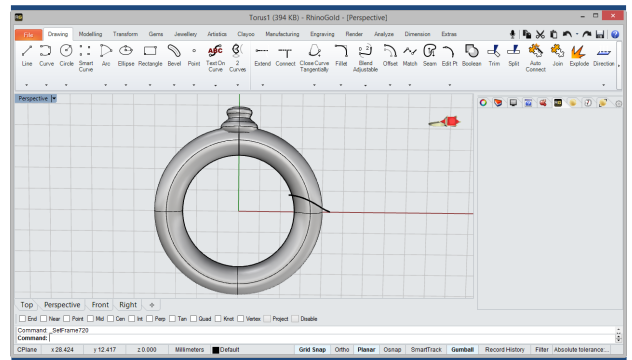 Torus1 (394 KB) - RhinoGold - [Perspective]
File Drawing Modelling Transform Gems Jewellery Artistics Clayoo Manufacturing Engraving Render Analyze Dimension Extras
Line Curve Circle Smart Curve Arc Ellipse Rectangle Bevel Point Text On Curve 2 Curves Extend Connect Close Curve Tangentially Fillet Blend Adjustable Offset Match Seam Edit Pt Boolean Trim Split Auto Connect Join Explode Direction
Perspective
Top Perspective Front Right
End Near Point Mid Cen Int Perp Tan Quad Knot Vertex Project Disable
Command: _SetFrame720
Command:
CPlane x 28.424 y 12.417 z 0.000 Millimeters Default Grid Snap Ortho Planar Osnap SmartTrack Gumball Record History Filter Absolute tolerance:...